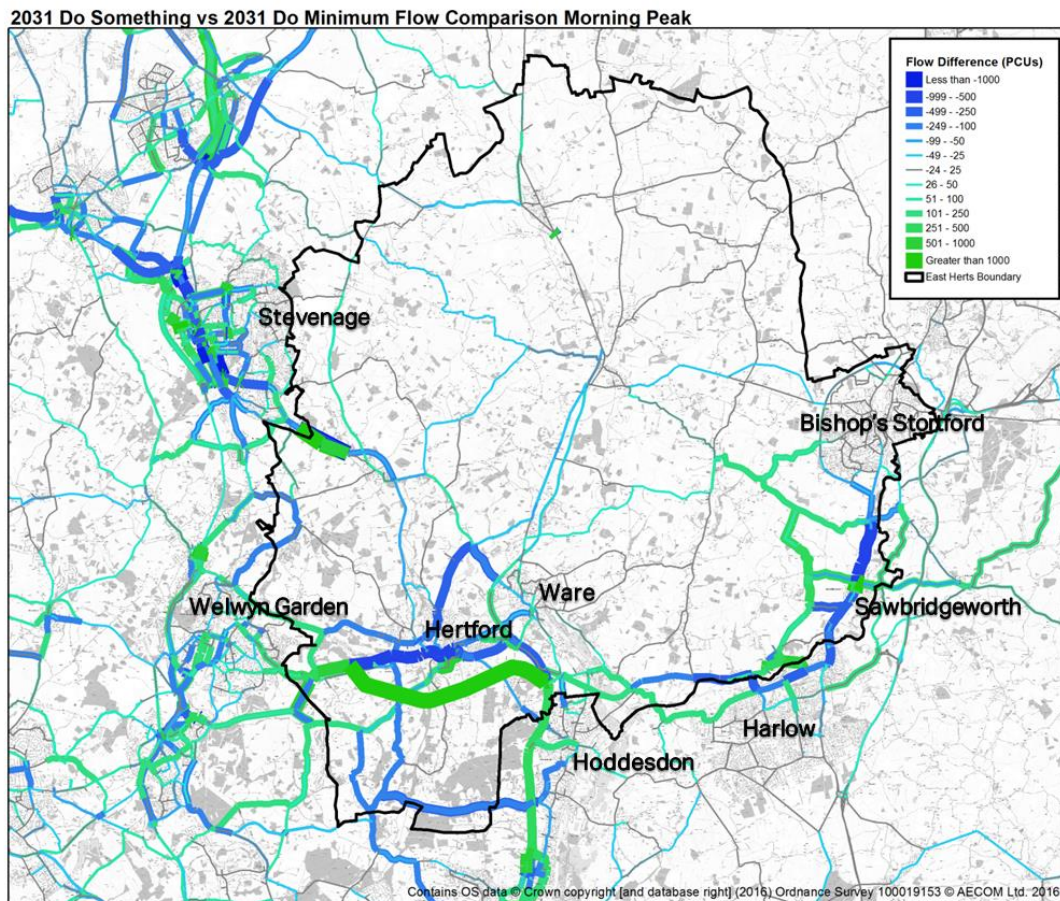 2031 Do Something vs 2031 Do Minimum Flow Comparison Morning Peak
Flow Difference (PCUs)
Less than -1000
-999 - -500
-499 - -250
-249 - -100
-99 - -50
-49 - -25
-24 - 25
26 - 50
51 - 100
101 - 250
251 - 500
501 - 1000
Greater than 1000
East Herts Boundary
Stevenage
Bishop's Stortford
Ware
Welwyn Garden
Sawbridgeworth
Hertford
Harlow
Hoddesdon
Contains OS data © Crown copyright [and database right] (2016) Ordnance Survey 100019153 © AECOM Ltd. 2016